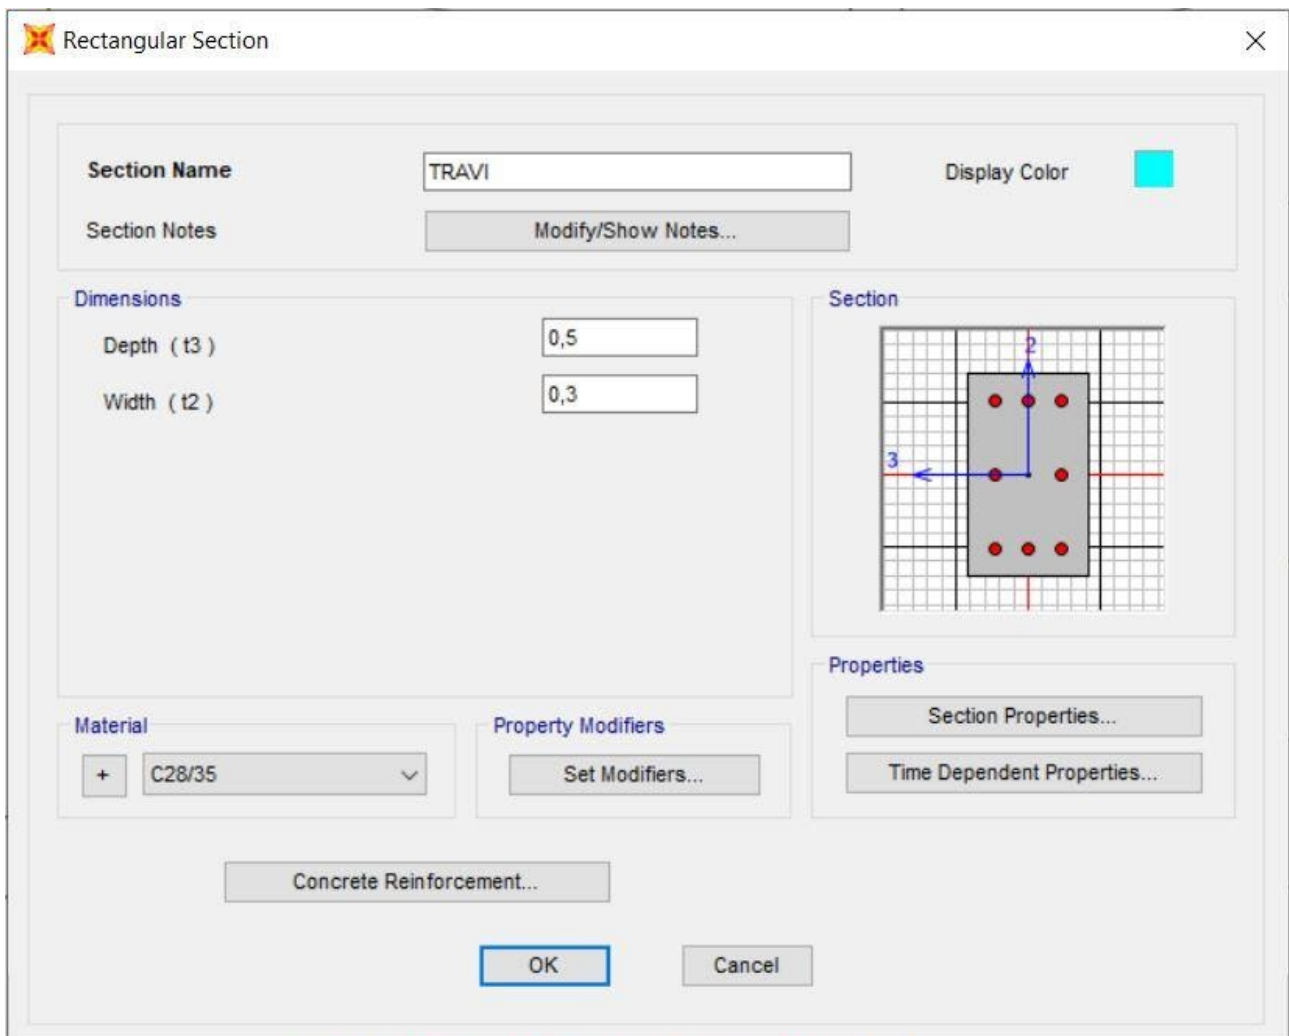 Rectangular Section
Section Name
TRAVI
Display Color
Section Notes
Modify/Show Notes...
Dimensions
Depth ( t3 )
0,5
Width ( t2 )
0,3
Section
2
3
Properties
Section Properties...
Time Dependent Properties...
Material
+
C28/35
Property Modifiers
Set Modifiers...
Concrete Reinforcement...
OK
Cancel